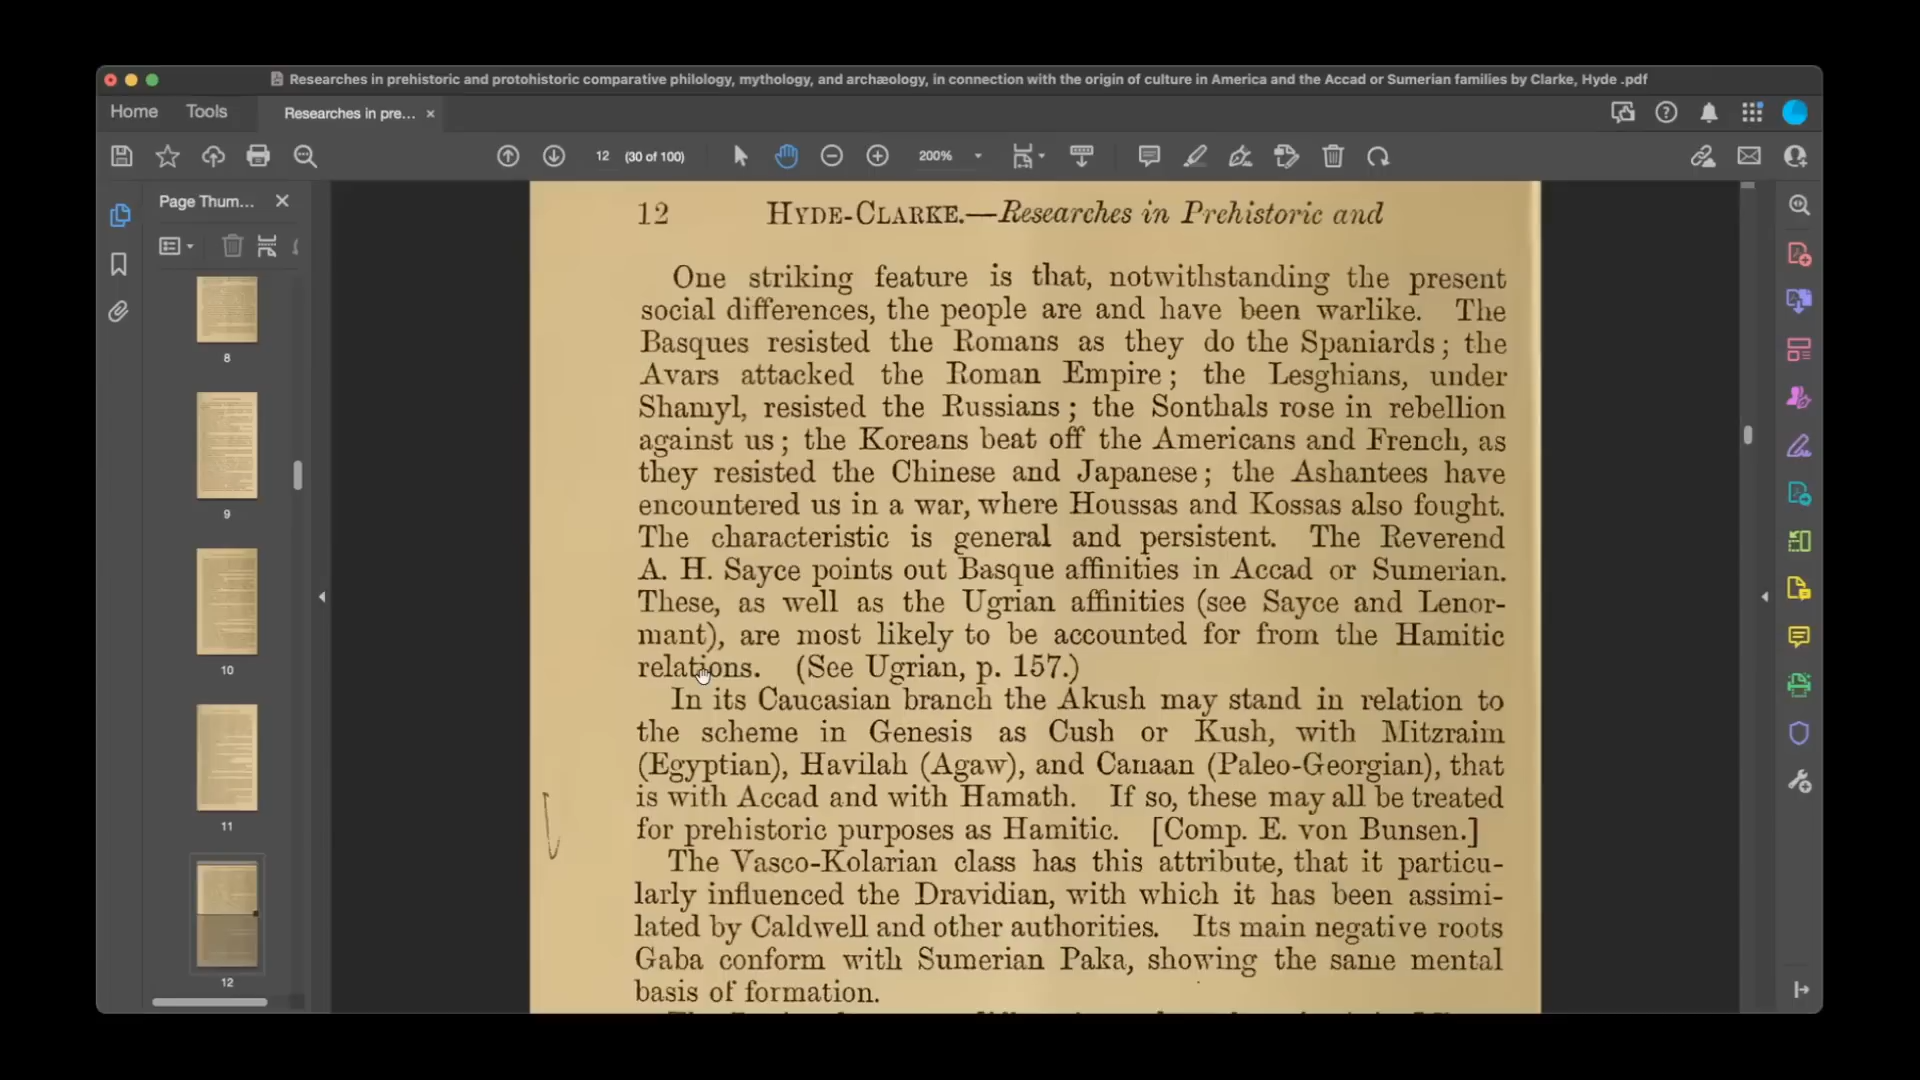 Researches in prehistoric and protohistoric comparative philology, mythology, and archæology, in connection with the origin of culture in America and the Accad or Sumerian families by Clarke, Hyde .pdf
Home Tools Researches in pre... ×
12 (30 of 100) 200%
Page Thum...
8
9
10
11
12
12 HYDE-CLARKE.—Researches in Prehistoric and
One striking feature is that, notwithstanding the present
social differences, the people are and have been warlike. The
Basques resisted the Romans as they do the Spaniards; the
Avars attacked the Roman Empire; the Lesghians, under
Shamyl, resisted the Russians; the Sonthals rose in rebellion
against us; the Koreans beat off the Americans and French, as
they resisted the Chinese and Japanese; the Ashantees have
encountered us in a war, where Houssas and Kossas also fought.
The characteristic is general and persistent. The Reverend
A. H. Sayce points out Basque affinities in Accad or Sumerian.
These, as well as the Ugrian affinities (see Sayce and Lenor-
mant), are most likely to be accounted for from the Hamitic
relations. (See Ugrian, p. 157.)
In its Caucasian branch the Akush may stand in relation to
the scheme in Genesis as Cush or Kush, with Mitzraim
(Egyptian), Havilah (Agaw), and Canaan (Paleo-Georgian), that
is with Accad and with Hamath. If so, these may all be treated
for prehistoric purposes as Hamitic. [Comp. E. von Bunsen.]
The Vasco-Kolarian class has this attribute, that it particu-
larly influenced the Dravidian, with which it has been assimi-
lated by Caldwell and other authorities. Its main negative roots
Gaba conform with Sumerian Paka, showing the same mental
basis of formation.